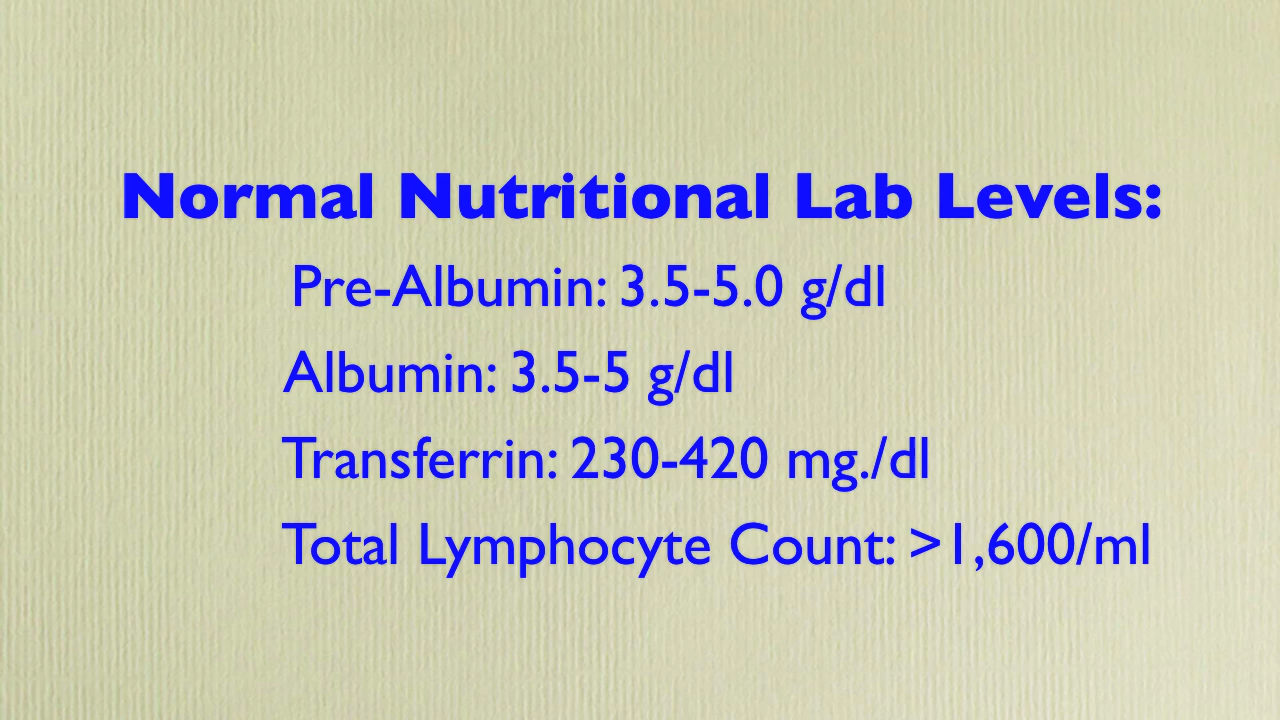 Normal Nutritional Lab Levels:
Pre-Albumin: 3.5-5.0 g/dl
Albumin: 3.5-5 g/dl
Transferrin: 230-420 mg./dl
Total Lymphocyte Count: >1,600/ml